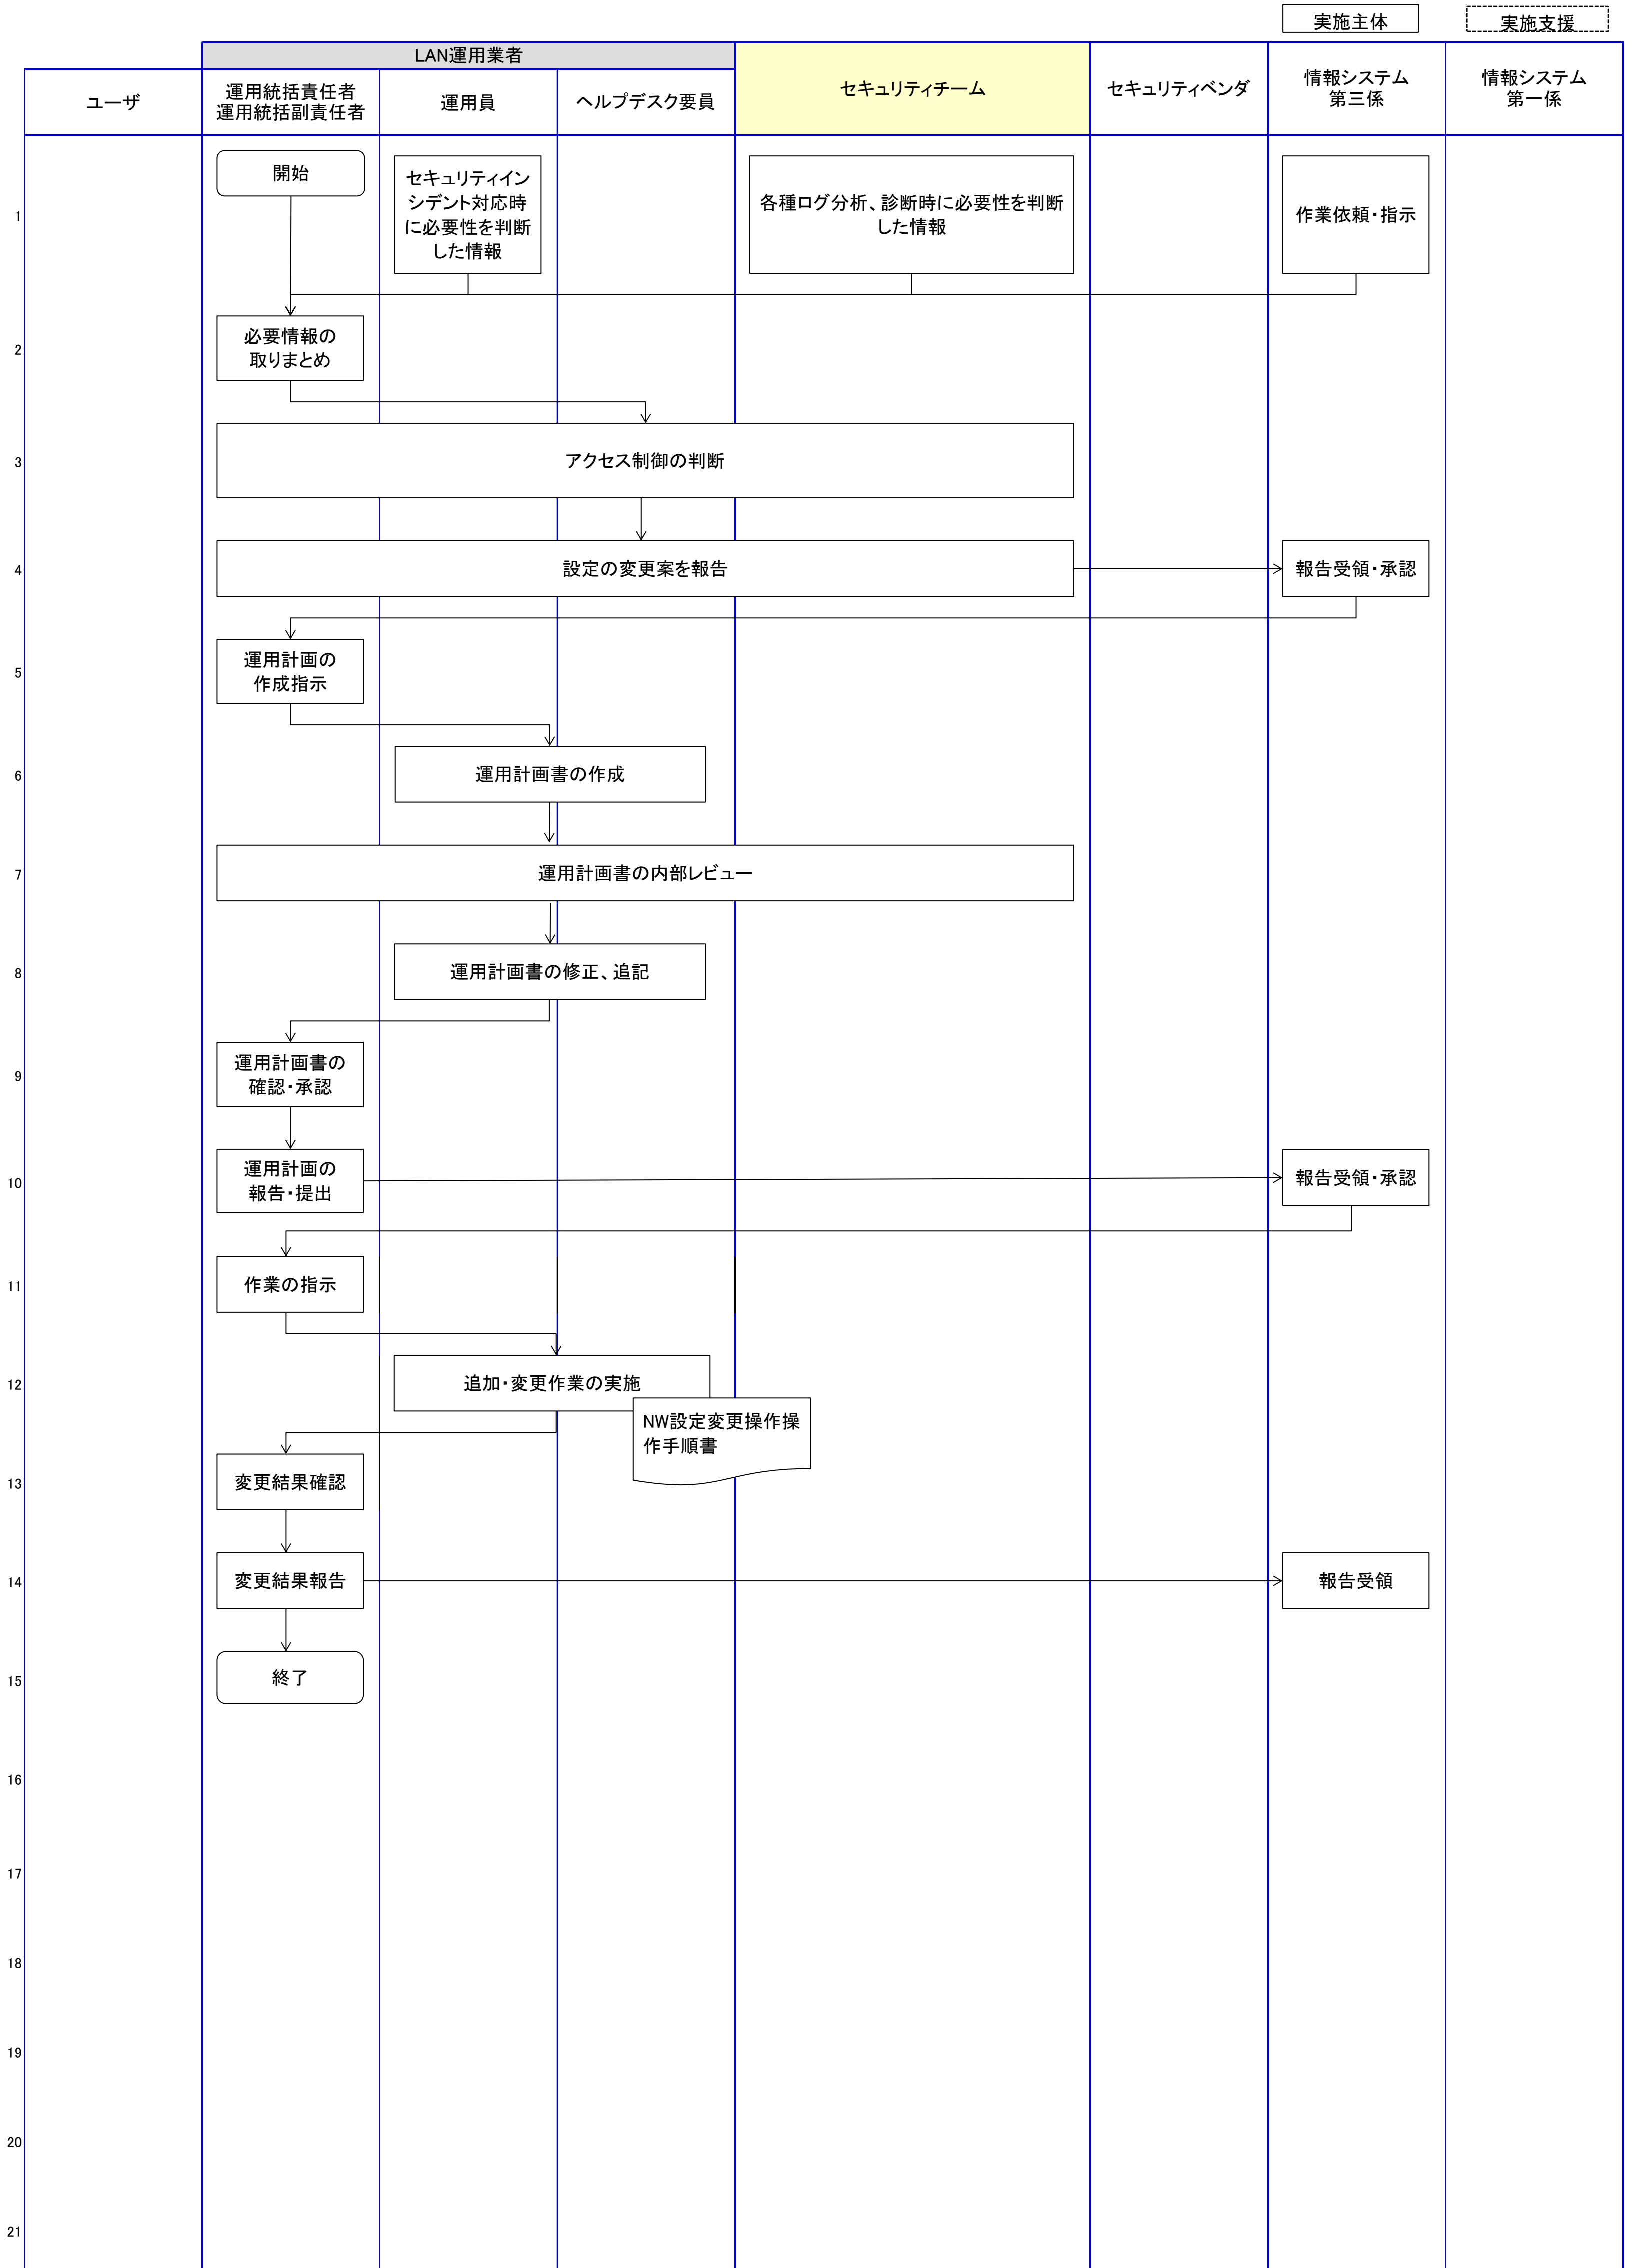 実施主体
実施支援
LAN運用業者
ユーザ
運用統括責任者
運用統括副責任者
運用員
ヘルプデスク要員
セキュリティチーム
セキュリティベンダ
情報システム
第三係
情報システム
第一係
1
開始
セキュリティイン
シデント対応時
に必要性を判断
した情報
各種ログ分析、診断時に必要性を判断
した情報
作業依頼・指示
2
必要情報の
取りまとめ
3
アクセス制御の判断
4
設定の変更案を報告
報告受領・承認
5
運用計画の
作成指示
6
運用計画書の作成
7
運用計画書の内部レビュー
8
運用計画書の修正、追記
9
運用計画書の
確認・承認
10
運用計画の
報告・提出
報告受領・承認
11
作業の指示
12
追加・変更作業の実施
NW設定変更操作操
作手順書
13
変更結果確認
14
変更結果報告
報告受領
15
終了
16
17
18
19
20
21